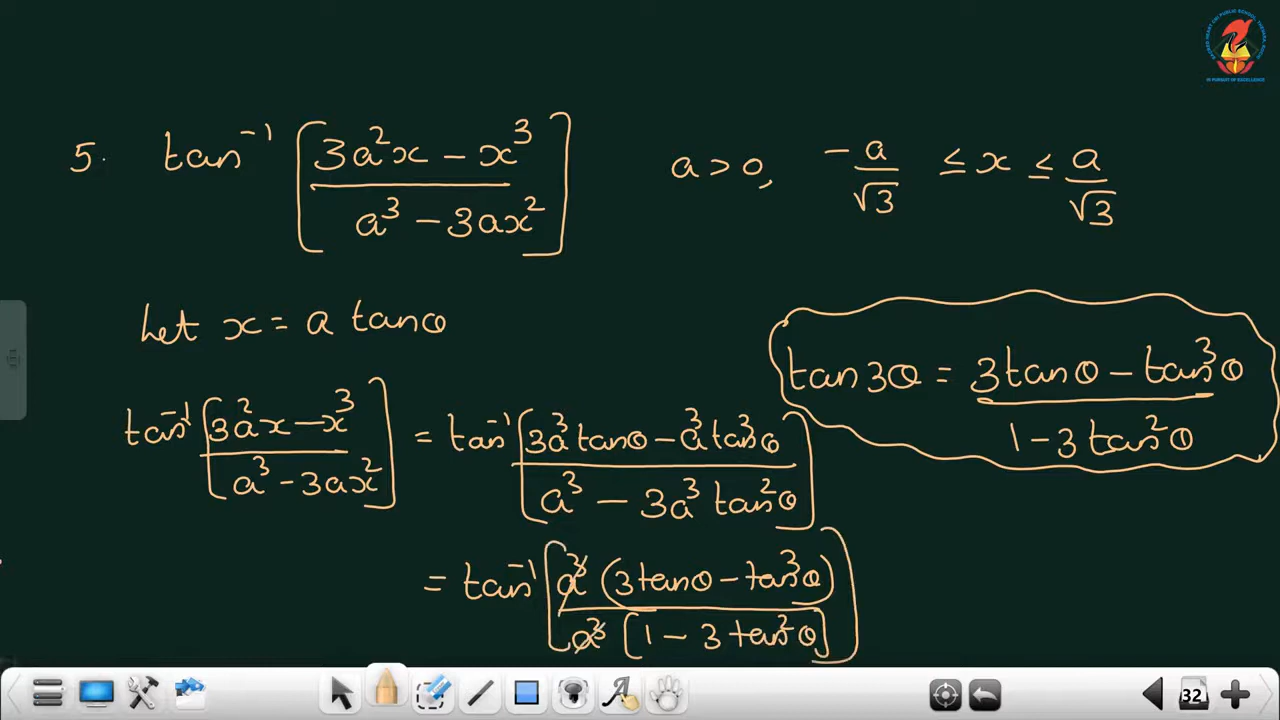 5. tan⁻¹ [ (3a²x − x³) / (a³ − 3ax²) ]   a > 0,   −a/√3 ≤ x ≤ a/√3
Let x = a tanθ
tan3θ = (3tanθ − tan³θ) / (1 − 3tan²θ)
tan⁻¹ [ (3a²x − x³) / (a³ − 3ax²) ] = tan⁻¹ [ (3a³tanθ − a³tan³θ) / (a³ − 3a³tan²θ) ]
= tan⁻¹ [ a³(3tanθ − tan³θ) / a³[1 − 3tan²θ] ]
32